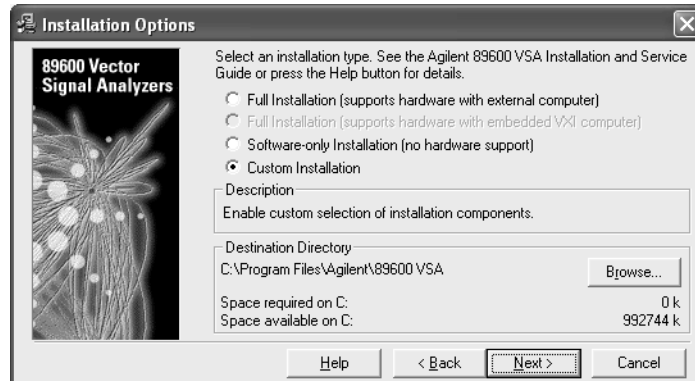 Installation Options
89600 Vector
Signal Analyzers
Select an installation type. See the Agilent 89600 VSA Installation and Service
Guide or press the Help button for details.
Full Installation (supports hardware with external computer)
Full Installation (supports hardware with embedded VXI computer)
Software-only Installation (no hardware support)
Custom Installation
Description
Enable custom selection of installation components.
Destination Directory
C:\Program Files\Agilent\89600 VSA
Browse...
Space required on C: 0 k
Space available on C: 992744 k
Help < Back Next > Cancel